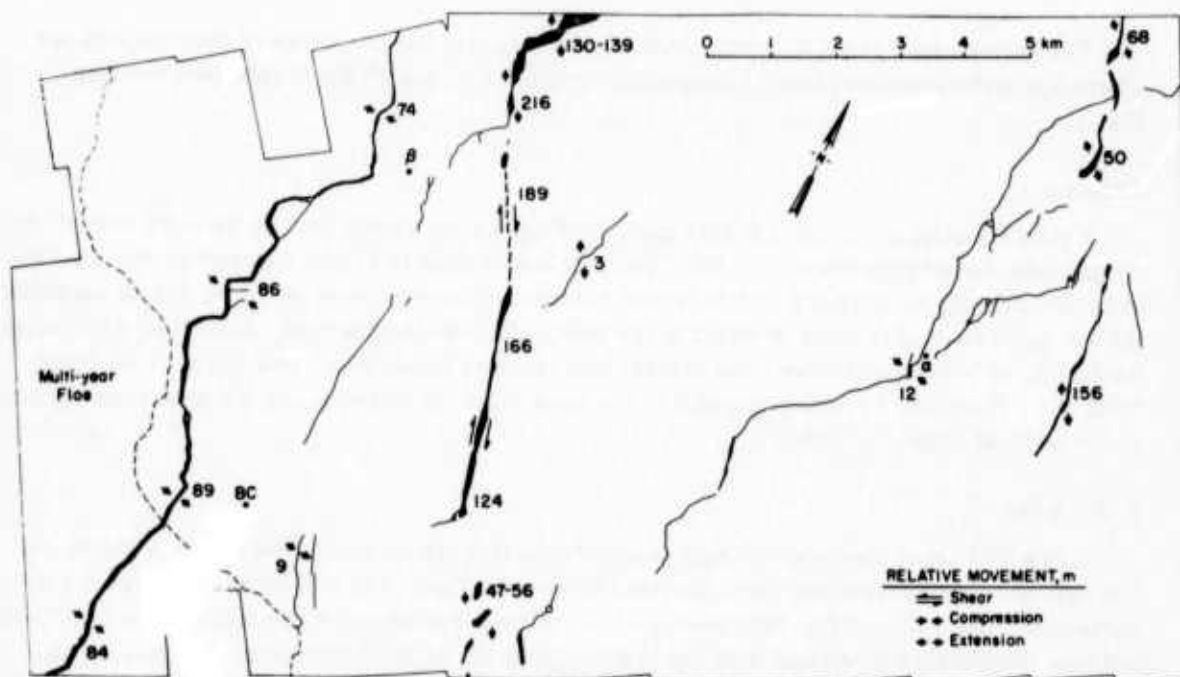 130-139
0 1 2 3 4 5 km
68
74
216
β
50
189
N
3
86
166
Multi-year
Floe
α
12
156
89
BC
124
9
47-56
RELATIVE MOVEMENT, m
Shear
Compression
Extension
84